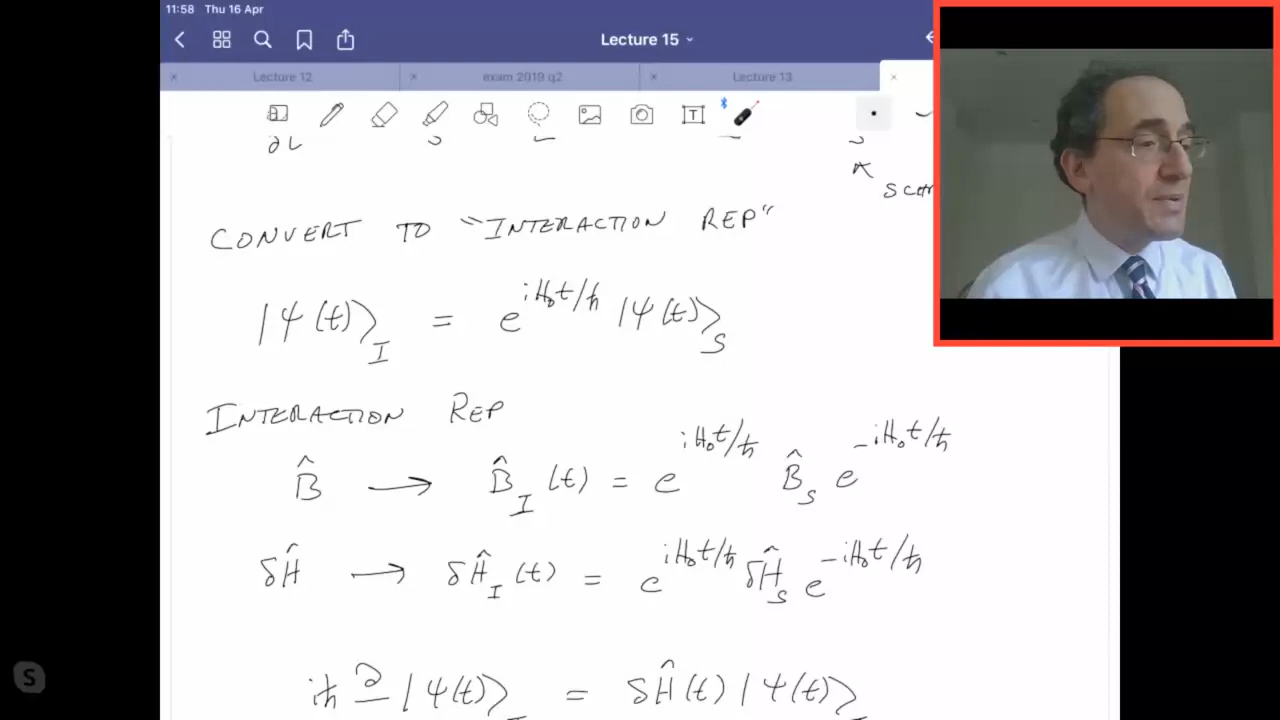 11:58 Thu 16 Apr
Lecture 15
Lecture 12
exam 2019 q2
Lecture 13
T
CONVERT TO "INTERACTION REP"
|Ψ(t)⟩_I = e^{iH₀t/ħ} |Ψ(t)⟩_S
INTERACTION REP
B̂ → B̂_I (t) = e^{iH₀t/ħ} B̂_S e^{-iH₀t/ħ}
δĤ → δĤ_I (t) = e^{iH₀t/ħ} δĤ_S e^{-iH₀t/ħ}
iħ ∂ |Ψ(t)⟩ = δĤ(t) |Ψ(t)⟩
S